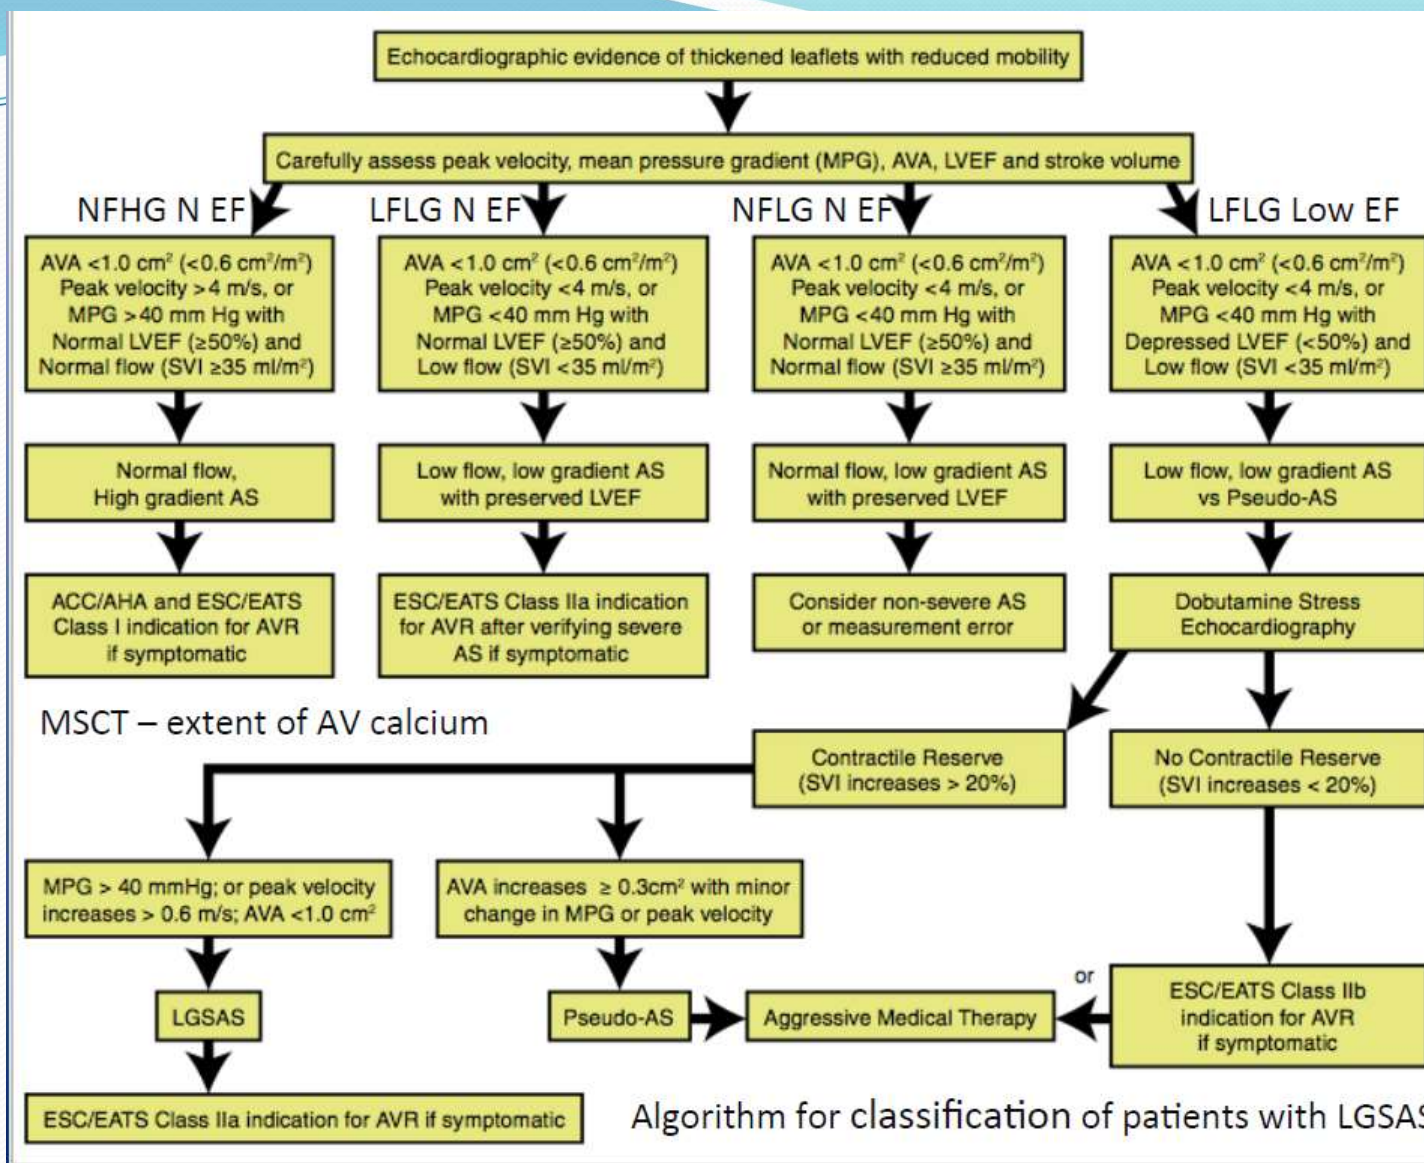 Echocardiographic evidence of thickened leaflets with reduced mobility
Carefully assess peak velocity, mean pressure gradient (MPG), AVA, LVEF and stroke volume
NFHG N EF
LFLG N EF
NFLG N EF
LFLG Low EF
AVA <1.0 cm² (<0.6 cm²/m²)
Peak velocity >4 m/s, or
MPG >40 mm Hg with
Normal LVEF (≥50%) and
Normal flow (SVI ≥35 ml/m²)
AVA <1.0 cm² (<0.6 cm²/m²)
Peak velocity <4 m/s, or
MPG <40 mm Hg with
Normal LVEF (≥50%) and
Low flow (SVI <35 ml/m²)
AVA <1.0 cm² (<0.6 cm²/m²)
Peak velocity <4 m/s, or
MPG <40 mm Hg with
Normal LVEF (≥50%) and
Normal flow (SVI ≥35 ml/m²)
AVA <1.0 cm² (<0.6 cm²/m²)
Peak velocity <4 m/s, or
MPG <40 mm Hg with
Depressed LVEF (<50%) and
Low flow (SVI <35 ml/m²)
Normal flow,
High gradient AS
Low flow, low gradient AS
with preserved LVEF
Normal flow, low gradient AS
with preserved LVEF
Low flow, low gradient AS
vs Pseudo-AS
ACC/AHA and ESC/EATS
Class I indication for AVR
if symptomatic
ESC/EATS Class IIa indication
for AVR after verifying severe
AS if symptomatic
Consider non-severe AS
or measurement error
Dobutamine Stress
Echocardiography
MSCT – extent of AV calcium
Contractile Reserve
(SVI increases > 20%)
No Contractile Reserve
(SVI increases < 20%)
MPG > 40 mmHg; or peak velocity
increases > 0.6 m/s; AVA <1.0 cm²
AVA increases ≥ 0.3cm² with minor
change in MPG or peak velocity
LGSAS
Pseudo-AS
Aggressive Medical Therapy
or
ESC/EATS Class IIb
indication for AVR
if symptomatic
ESC/EATS Class IIa indication for AVR if symptomatic
Algorithm for classification of patients with LGSAS